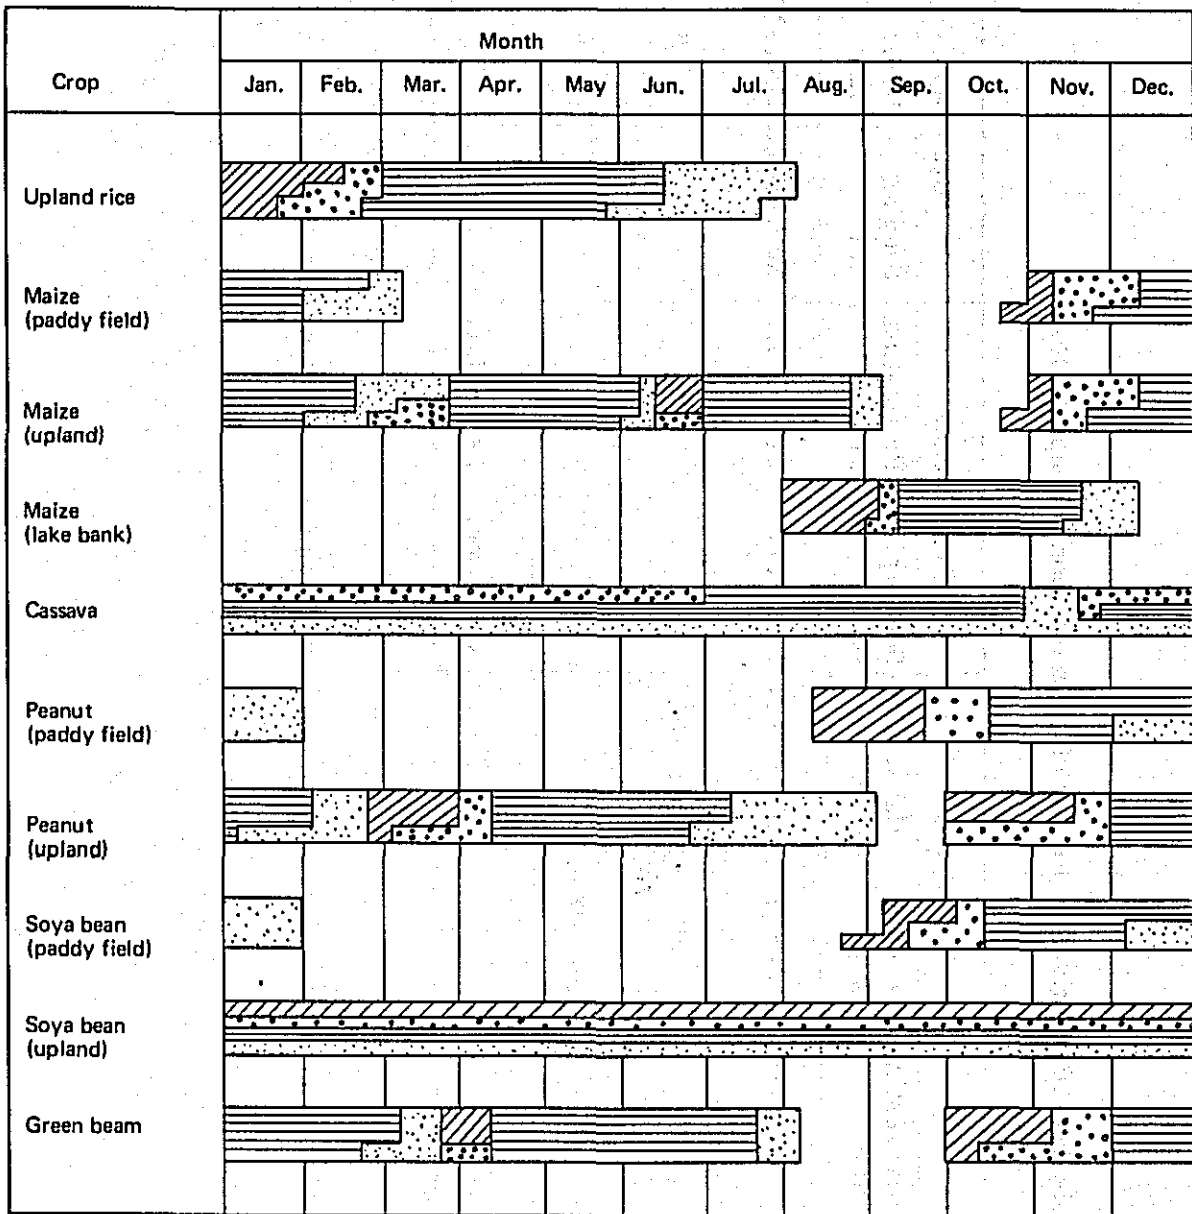 Month
Crop
Jan. Feb. Mar. Apr. May Jun. Jul. Aug. Sep. Oct. Nov. Dec.
Upland rice
Maize
(paddy field)
Maize
(upland)
Maize
(lake bank)
Cassava
Peanut
(paddy field)
Peanut
(upland)
Soya bean
(paddy field)
Soya bean
(upland)
Green beam